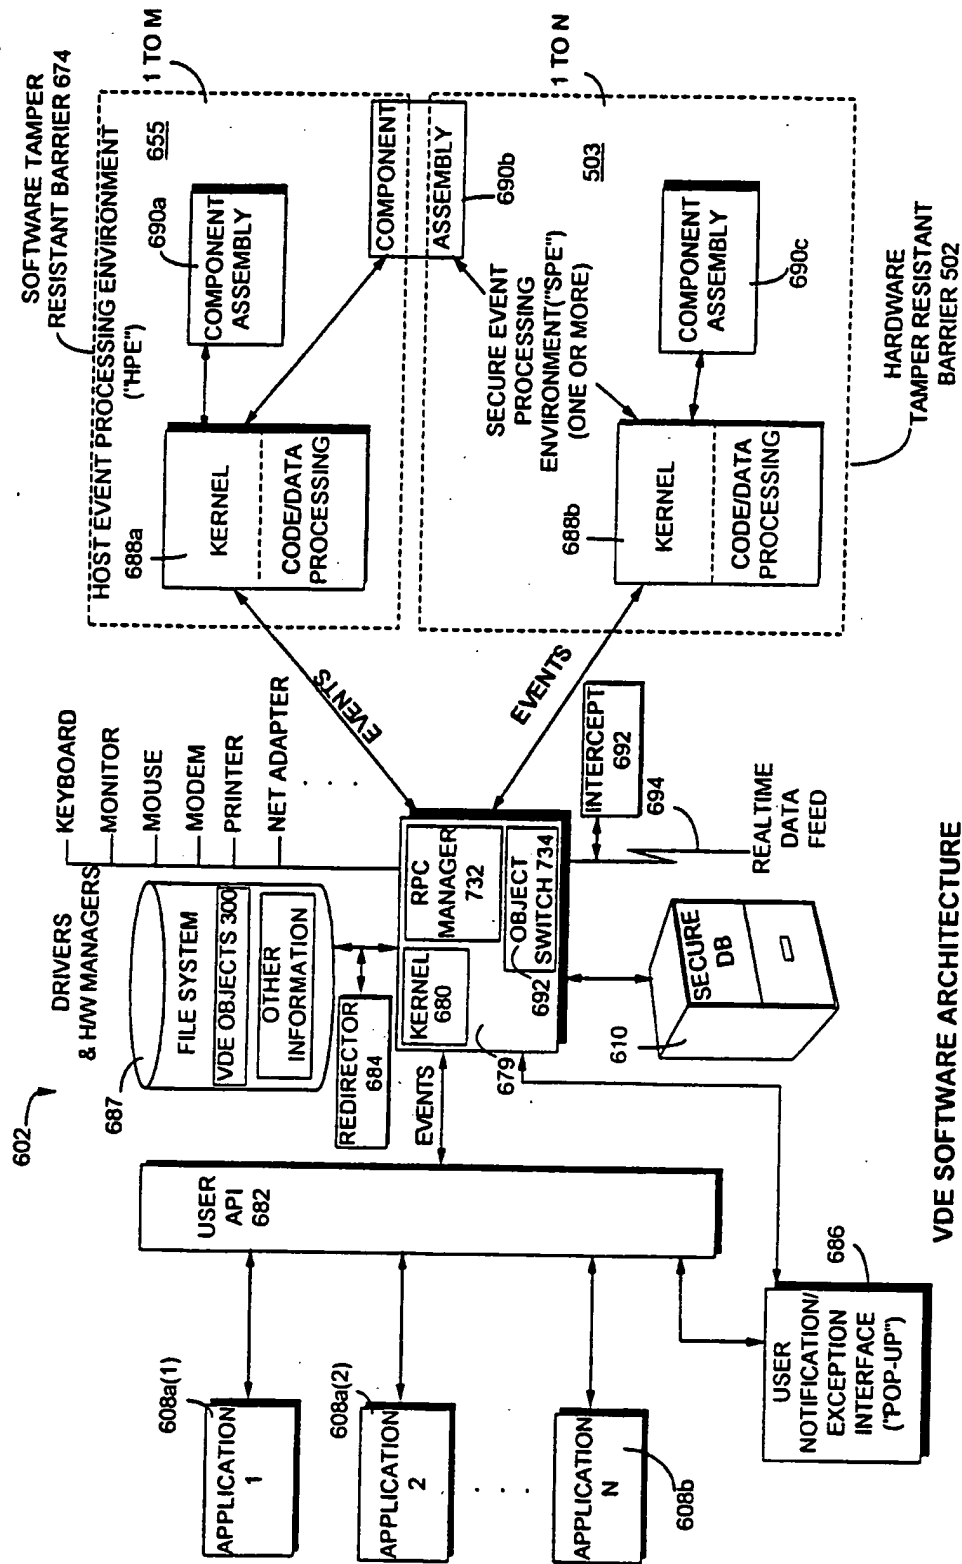 602
DRIVERS
& H/W MANAGERS
KEYBOARD
MONITOR
MOUSE
MODEM
PRINTER
NET ADAPTER
. . .
687
FILE SYSTEM
VDE OBJECTS 300
OTHER
INFORMATION
REDIRECTOR
684
608a(1)
APPLICATION
1
608a(2)
APPLICATION
2
. . . .
APPLICATION
N
608b
USER
API
682
EVENTS
KERNEL
680
RPC
MANAGER
732
692
OBJECT
SWITCH 734
679
EVENTS
EVENTS
INTERCEPT
692
694
REALTIME
DATA
FEED
610
SECURE
DB
686
USER
NOTIFICATION/
EXCEPTION
INTERFACE
("POP-UP")
SOFTWARE TAMPER
RESISTANT BARRIER 674
HOST EVENT PROCESSING ENVIRONMENT
("HPE")
655
1 TO M
688a
KERNEL
CODE/DATA
PROCESSING
690a
COMPONENT
ASSEMBLY
COMPONENT
ASSEMBLY
690b
1 TO N
503
SECURE EVENT
PROCESSING
ENVIRONMENT("SPE")
(ONE OR MORE)
688b
KERNEL
CODE/DATA
PROCESSING
COMPONENT
ASSEMBLY
690c
HARDWARE
TAMPER RESISTANT
BARRIER 502
VDE SOFTWARE ARCHITECTURE